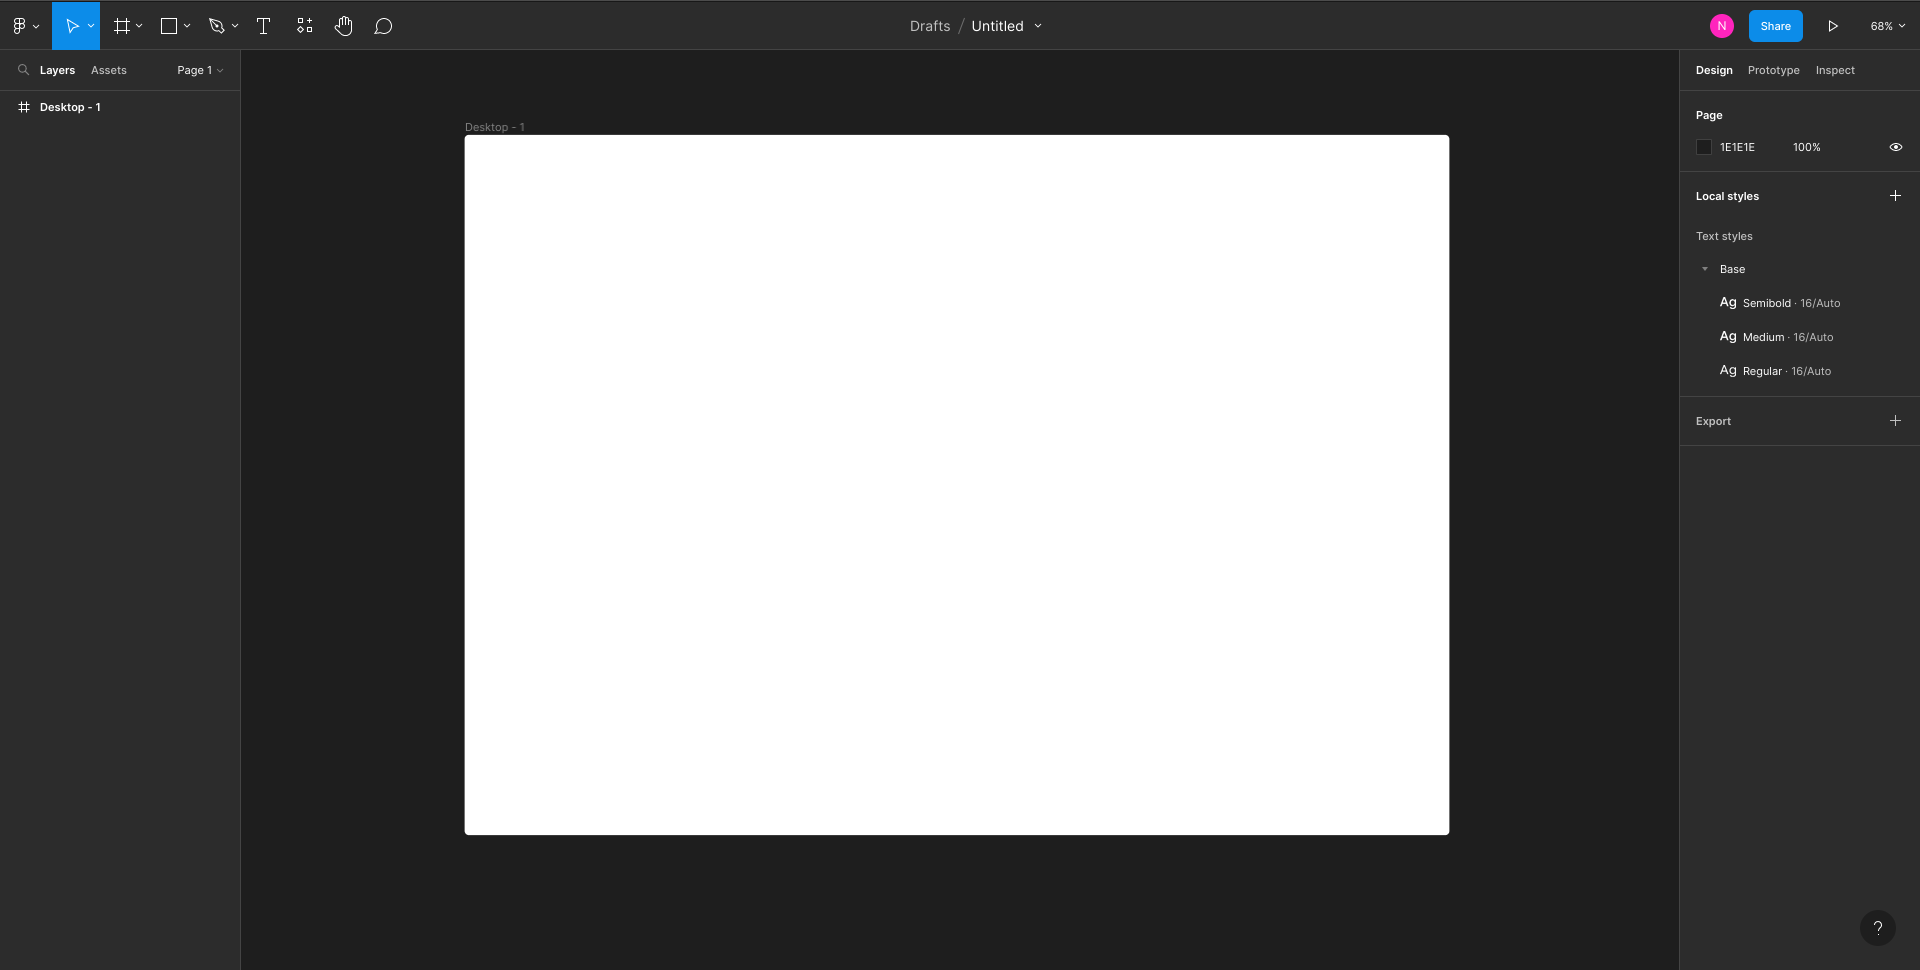 Drafts / Untitled
N
Share
68%
Layers Assets Page 1
Desktop - 1
Desktop - 1
Design Prototype Inspect
Page
1E1E1E 100%
Local styles
Text styles
Base
Ag Semibold · 16/Auto
Ag Medium · 16/Auto
Ag Regular · 16/Auto
Export
?